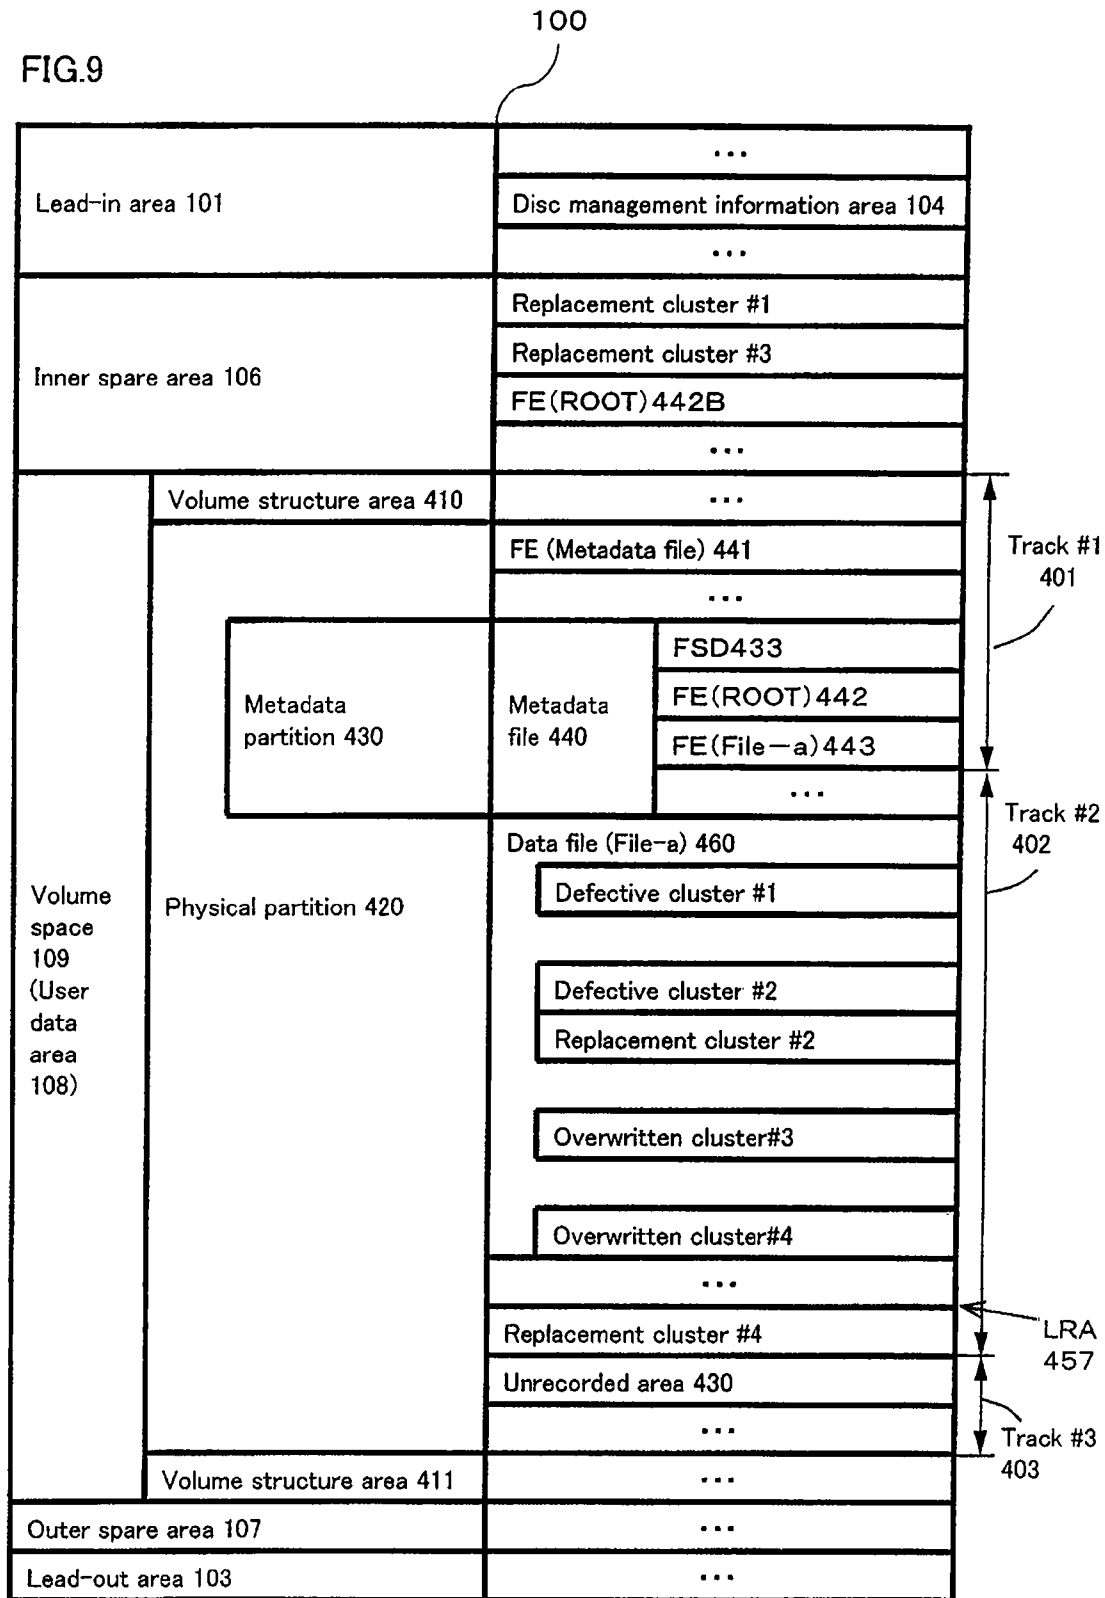 100
FIG.9
...
Lead-in area 101
Disc management information area 104
...
Replacement cluster #1
Replacement cluster #3
Inner spare area 106
FE(ROOT)442B
...
Volume structure area 410
...
FE (Metadata file) 441
Track #1
401
...
FSD433
FE(ROOT)442
Metadata
partition 430
Metadata
file 440
FE(File-a)443
...
Track #2
402
Data file (File-a) 460
Volume
space
109
(User
data
area
108)
Physical partition 420
Defective cluster #1
Defective cluster #2
Replacement cluster #2
Overwritten cluster#3
Overwritten cluster#4
...
LRA
457
Replacement cluster #4
Unrecorded area 430
...
Track #3
403
Volume structure area 411
...
Outer spare area 107
...
Lead-out area 103
...